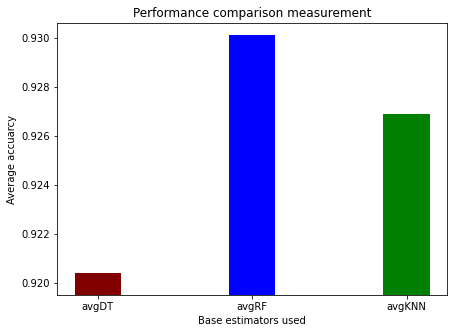 Performance comparison measurement
0.930
0.928
0.926
0.924
0.922
0.920
Average accuarcy
avgDT avgRF avgKNN
Base estimators used